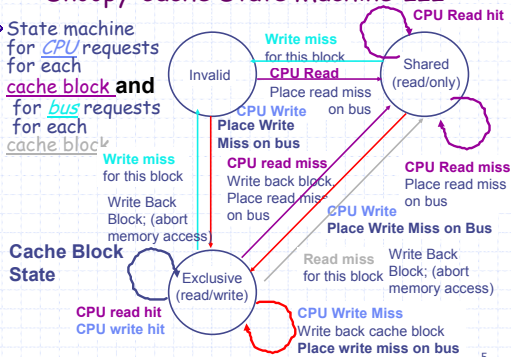 Snoopy-Cache State Machine-III
State machine
for CPU requests
for each
cache block and
for bus requests
for each
cache block
CPU Read hit
Write miss
for this block
Invalid
CPU Read
Place read miss
on bus
Shared
(read/only)
CPU Write
Place Write
Miss on bus
Write miss
for this block
Write Back
Block; (abort
memory access)
CPU read miss
Write back block,
Place read miss
on bus
CPU Read miss
Place read miss
on bus
CPU Write
Place Write Miss on Bus
Cache Block
State
Read miss
for this block
Write Back
Block; (abort
memory access)
Exclusive
(read/write)
CPU read hit
CPU write hit
CPU Write Miss
Write back cache block
Place write miss on bus
5